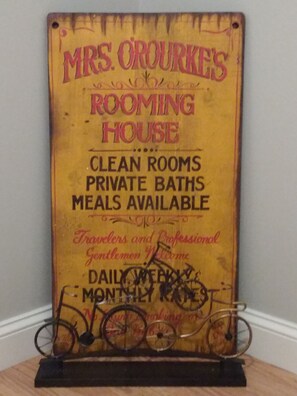 MRS. O'ROURKE'S
ROOMING
HOUSE
CLEAN ROOMS
PRIVATE BATHS
MEALS AVAILABLE
Travelers and Professional
Gentlemen Welcome
DAILY, WEEKLY &
MONTHLY RATES